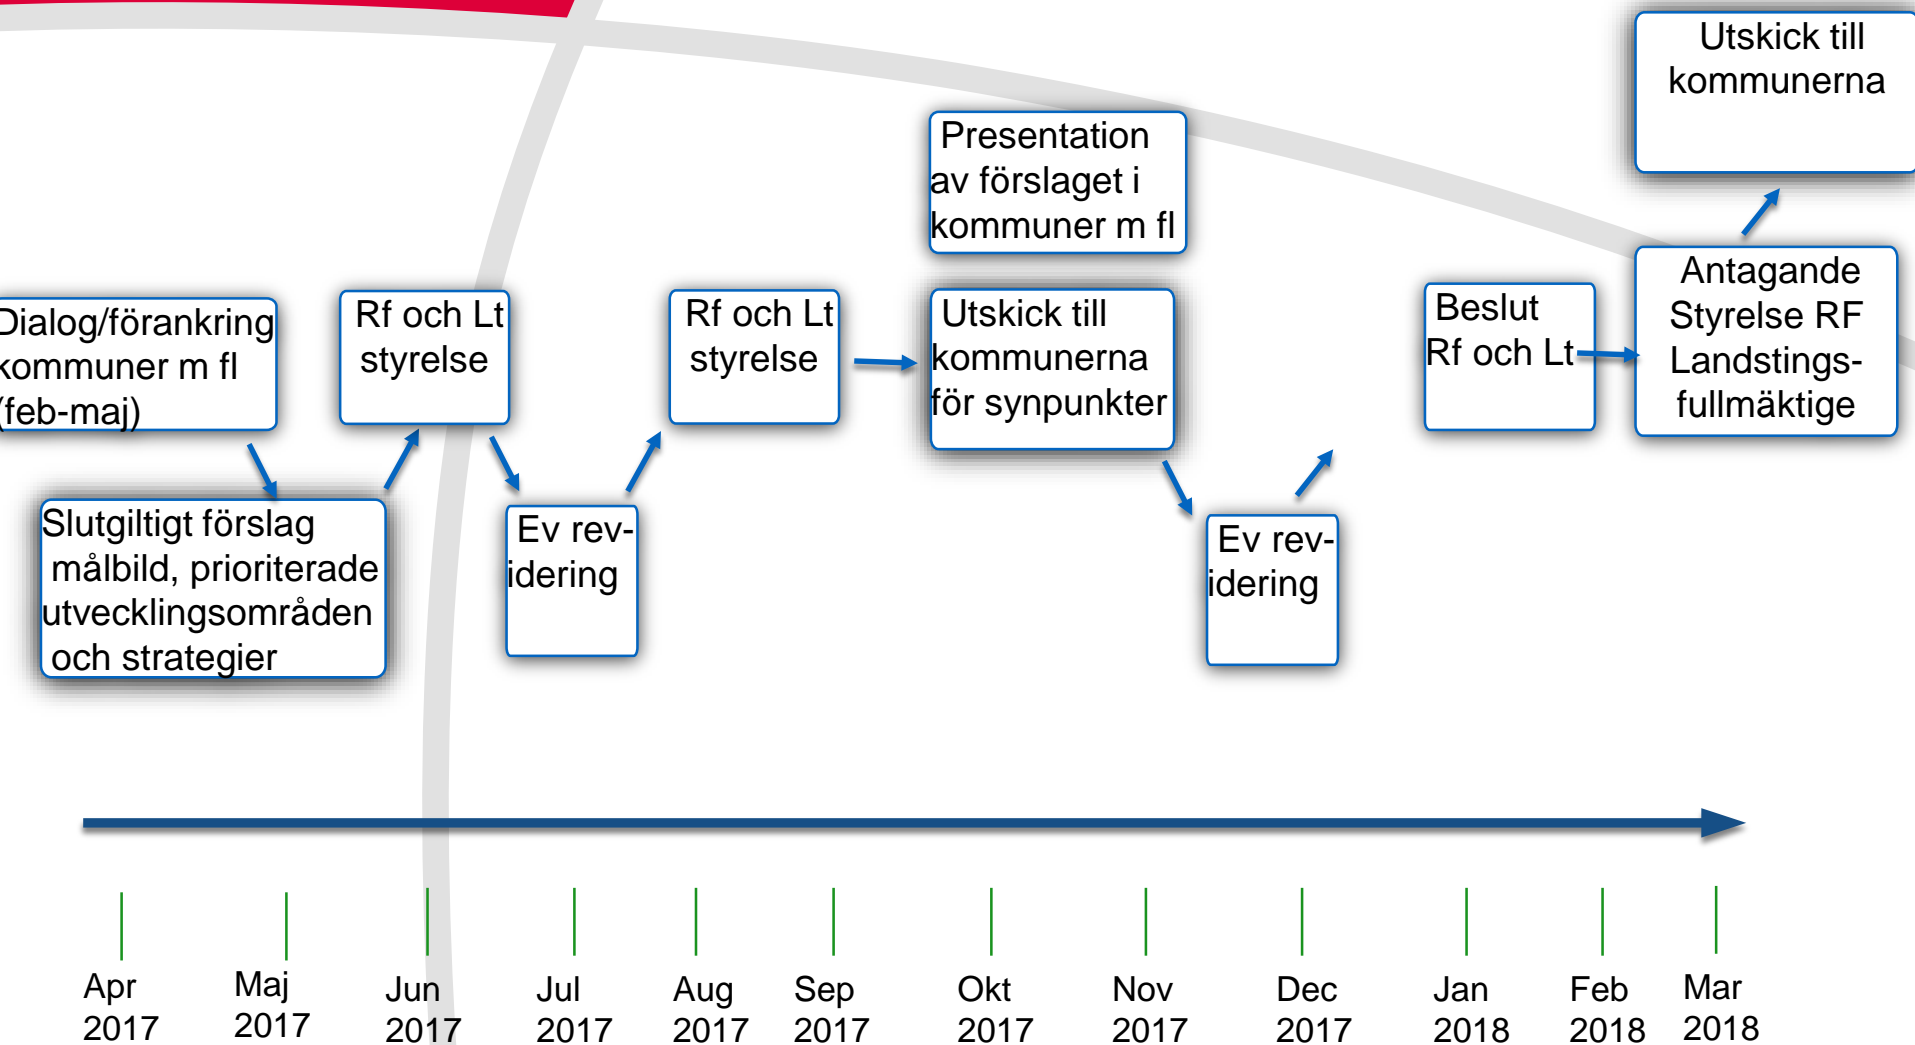 Utskick till
kommunerna
Presentation
av förslaget i
kommuner m fl
Dialog/förankring
kommuner m fl
(feb-maj)
Rf och Lt
styrelse
Rf och Lt
styrelse
Utskick till
kommunerna
för synpunkter
Beslut
Rf och Lt
Antagande
Styrelse RF
Landstings-
fullmäktige
Slutgiltigt förslag
målbild, prioriterade
utvecklingsområden
och strategier
Ev rev-
idering
Ev rev-
idering
Apr
2017
Maj
2017
Jun
2017
Jul
2017
Aug
2017
Sep
2017
Okt
2017
Nov
2017
Dec
2017
Jan
2018
Feb
2018
Mar
2018